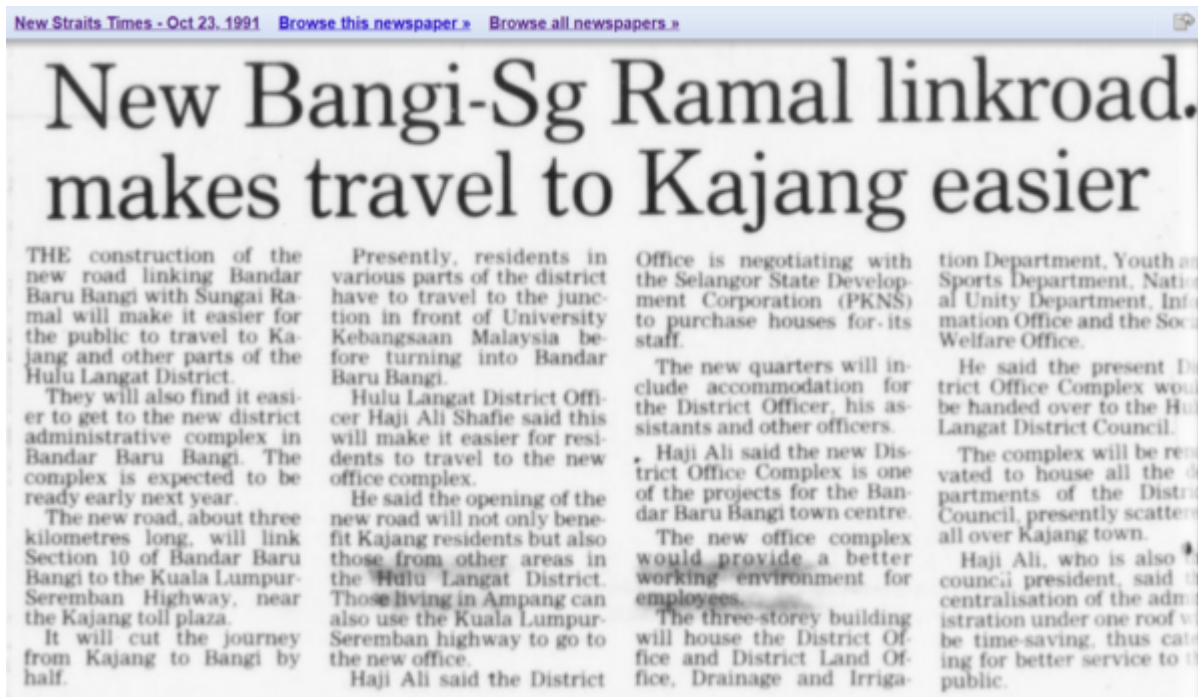 New Straits Times - Oct 23, 1991 Browse this newspaper » Browse all newspapers »
New Bangi-Sg Ramal linkroad.
makes travel to Kajang easier
THE construction of the
new road linking Bandar
Baru Bangi with Sungai Ra-
mal will make it easier for
the public to travel to Ka-
jang and other parts of the
Hulu Langat District.
They will also find it easi-
er to get to the new district
administrative complex in
Bandar Baru Bangi. The
complex is expected to be
ready early next year.
The new road, about three
kilometres long, will link
Section 10 of Bandar Baru
Bangi to the Kuala Lumpur-
Seremban Highway, near
the Kajang toll plaza.
It will cut the journey
from Kajang to Bangi by
half.
Presently, residents in
various parts of the district
have to travel to the junc-
tion in front of University
Kebangsaan Malaysia be-
fore turning into Bandar
Baru Bangi.
Hulu Langat District Offi-
cer Haji Ali Shafie said this
will make it easier for resi-
dents to travel to the new
office complex.
He said the opening of the
new road will not only bene-
fit Kajang residents but also
those from other areas in
the Hulu Langat District.
Those living in Ampang can
also use the Kuala Lumpur-
Seremban highway to go to
the new office.
Haji Ali said the District
Office is negotiating with
the Selangor State Develop-
ment Corporation (PKNS)
to purchase houses for its
staff.
The new quarters will in-
clude accommodation for
the District Officer, his as-
sistants and other officers.
Haji Ali said the new Dis-
trict Office Complex is one
of the projects for the Ban-
dar Baru Bangi town centre.
The new office complex
would provide a better
working environment for
employees.
The three-storey building
will house the District Of-
fice and District Land Of-
fice, Drainage and Irriga-
tion Department, Youth a
Sports Department, Natio
al Unity Department, Info
mation Office and the Soc
Welfare Office.
He said the present Di
trict Office Complex wou
be handed over to the Hu
Langat District Council.
The complex will be ren
vated to house all the d
partments of the Distri
Council, presently scatter
all over Kajang town.
Haji Ali, who is also
council president, said t
centralisation of the admi
istration under one roof w
be time-saving, thus cat
ing for better service to t
public.